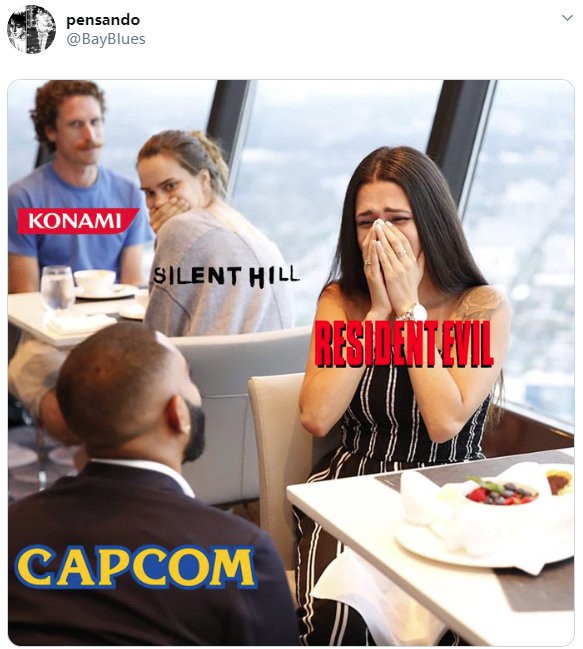 pensando
@BayBlues
KONAMI
SILENT HILL
RESIDENT EVIL
CAPCOM